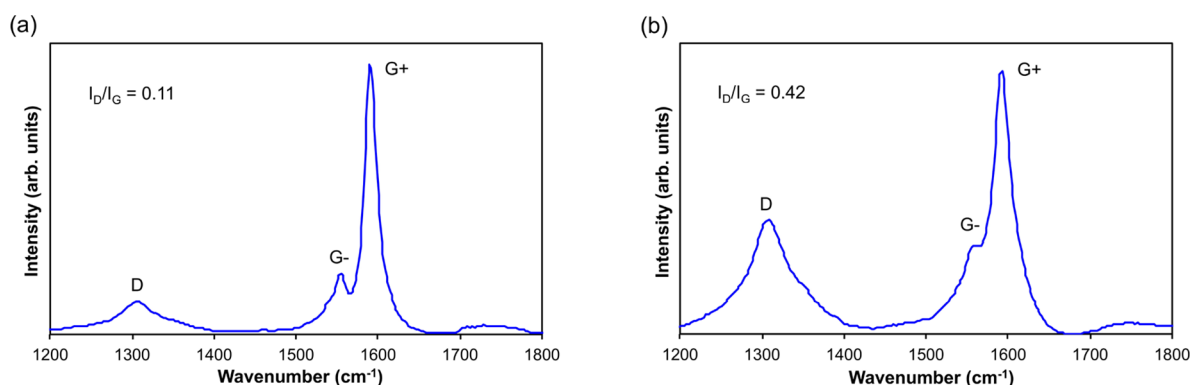 (a)
I_D/I_G = 0.11
G+
G-
D
Intensity (arb. units)
1200 1300 1400 1500 1600 1700 1800
Wavenumber (cm⁻¹)
(b)
I_D/I_G = 0.42
G+
D
G-
Intensity (arb. units)
1200 1300 1400 1500 1600 1700 1800
Wavenumber (cm⁻¹)